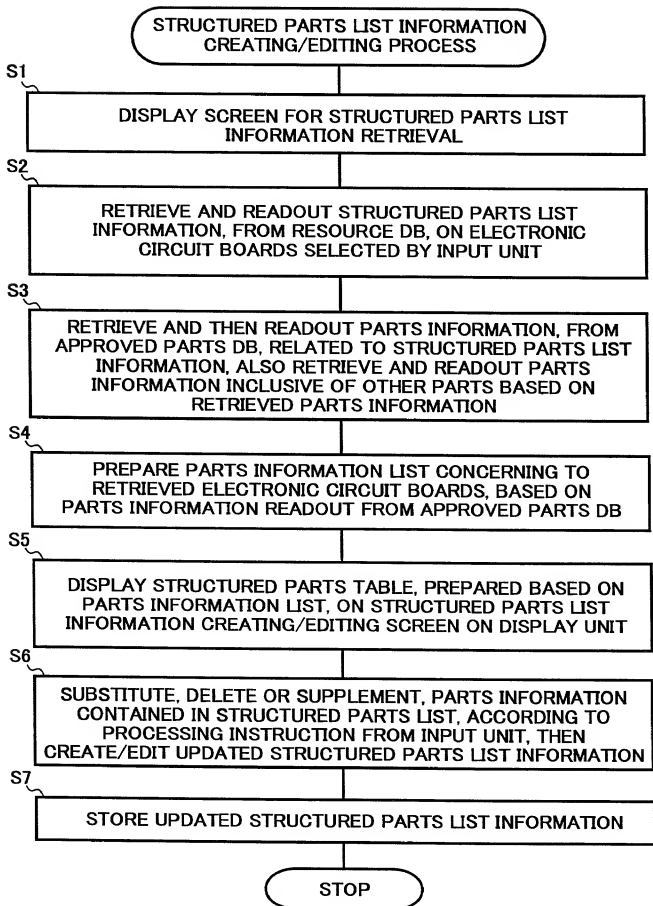 STRUCTURED PARTS LIST INFORMATION
CREATING/EDITING PROCESS
S1
DISPLAY SCREEN FOR STRUCTURED PARTS LIST
INFORMATION RETRIEVAL
S2
RETRIEVE AND READOUT STRUCTURED PARTS LIST
INFORMATION, FROM RESOURCE DB, ON ELECTRONIC
CIRCUIT BOARDS SELECTED BY INPUT UNIT
S3
RETRIEVE AND THEN READOUT PARTS INFORMATION, FROM
APPROVED PARTS DB, RELATED TO STRUCTURED PARTS LIST
INFORMATION, ALSO RETRIEVE AND READOUT PARTS
INFORMATION INCLUSIVE OF OTHER PARTS BASED ON
RETRIEVED PARTS INFORMATION
S4
PREPARE PARTS INFORMATION LIST CONCERNING TO
RETRIEVED ELECTRONIC CIRCUIT BOARDS, BASED ON
PARTS INFORMATION READOUT FROM APPROVED PARTS DB
S5
DISPLAY STRUCTURED PARTS TABLE, PREPARED BASED ON
PARTS INFORMATION LIST, ON STRUCTURED PARTS LIST
INFORMATION CREATING/EDITING SCREEN ON DISPLAY UNIT
S6
SUBSTITUTE, DELETE OR SUPPLEMENT, PARTS INFORMATION
CONTAINED IN STRUCTURED PARTS LIST, ACCORDING TO
PROCESSING INSTRUCTION FROM INPUT UNIT, THEN
CREATE/EDIT UPDATED STRUCTURED PARTS LIST INFORMATION
S7
STORE UPDATED STRUCTURED PARTS LIST INFORMATION
STOP